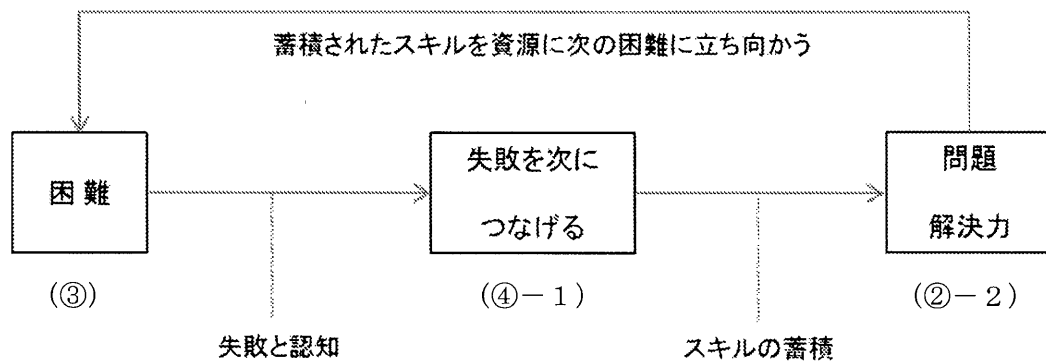 蓄積されたスキルを資源に次の困難に立ち向かう
困難
失敗を次に
つなげる
問題
解決力
(③)
(④-1)
(②-2)
失敗と認知
スキルの蓄積